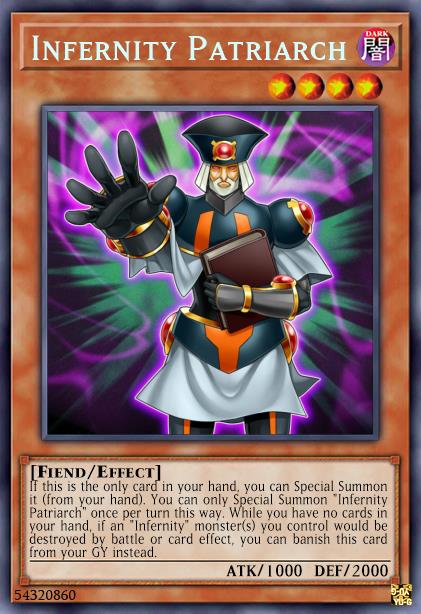 INFERNITY PATRIARCH
DARK
闇
[FIEND/EFFECT]
If this is the only card in your hand, you can Special Summon
it (from your hand). You can only Special Summon "Infernity
Patriarch" once per turn this way. While you have no cards in
your hand, if an "Infernity" monster(s) you control would be
destroyed by battle or card effect, you can banish this
card from your GY instead.
ATK/1000 DEF/2000
54320860